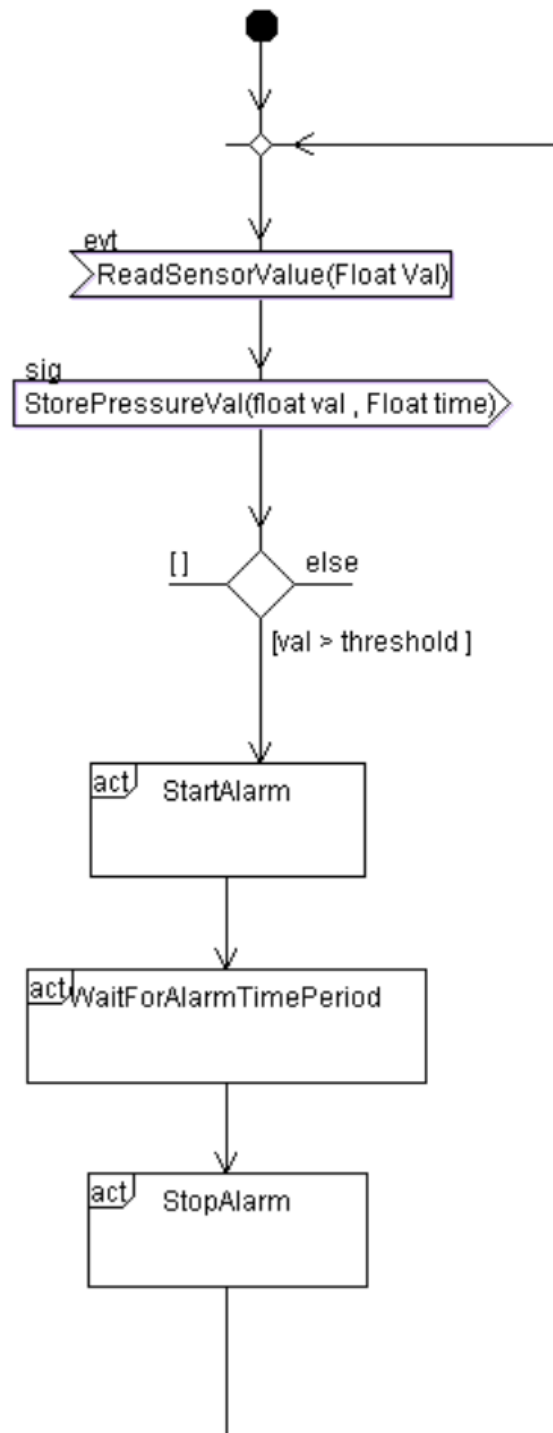 evt
ReadSensorValue(Float Val)
sig
StorePressureVal(float val , Float time)
[ ]
else
[val > threshold ]
act
StartAlarm
act
WaitForAlarmTimePeriod
act
StopAlarm